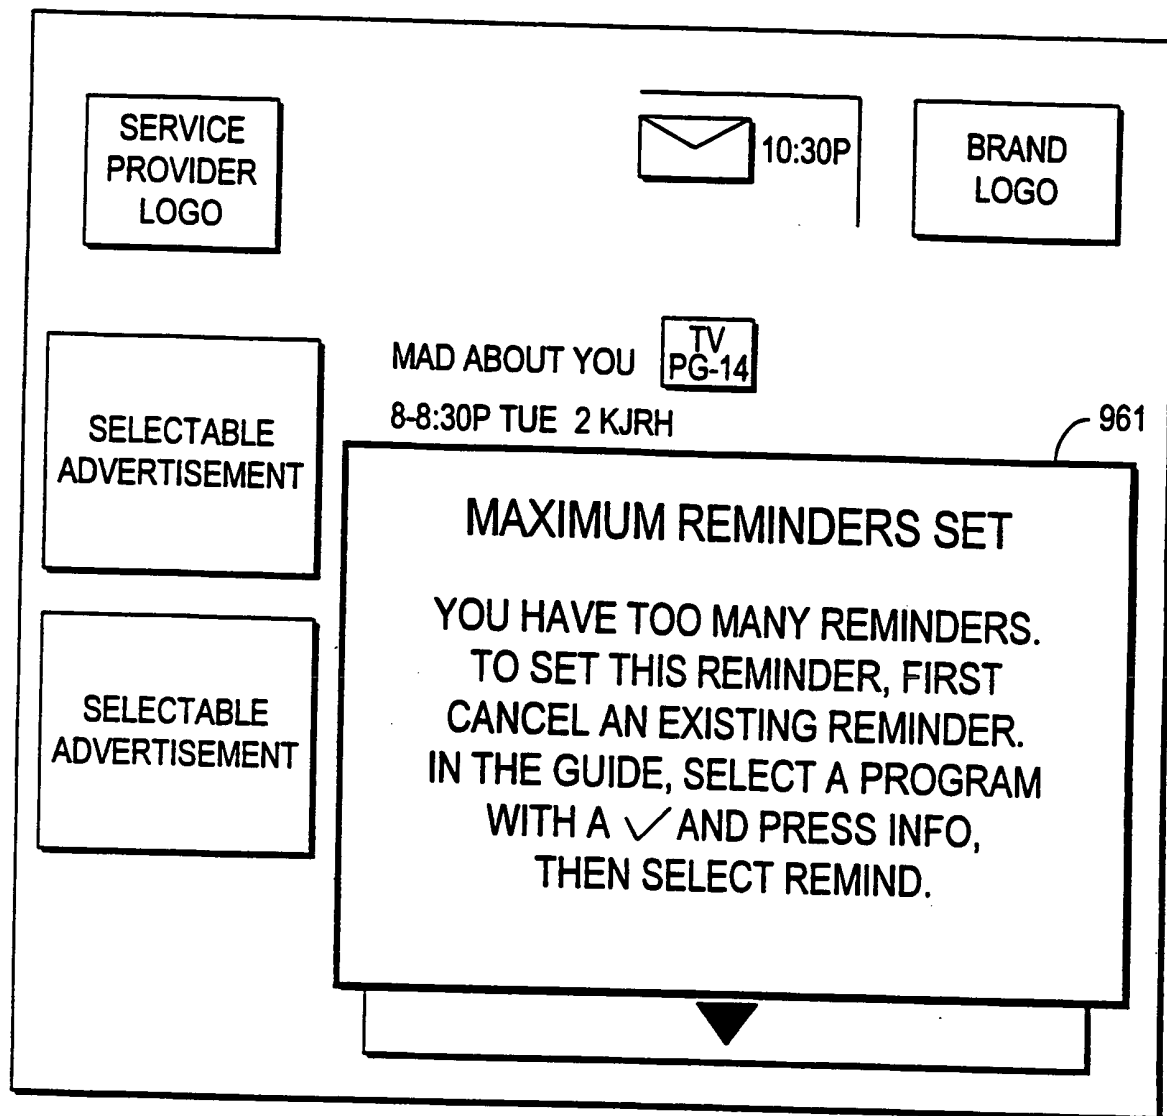 SERVICE
PROVIDER
LOGO
10:30P
BRAND
LOGO
MAD ABOUT YOU
TV
PG-14
8-8:30P TUE 2 KJRH
961
SELECTABLE
ADVERTISEMENT
SELECTABLE
ADVERTISEMENT
MAXIMUM REMINDERS SET
YOU HAVE TOO MANY REMINDERS.
TO SET THIS REMINDER, FIRST
CANCEL AN EXISTING REMINDER.
IN THE GUIDE, SELECT A PROGRAM
WITH A ✓ AND PRESS INFO,
THEN SELECT REMIND.